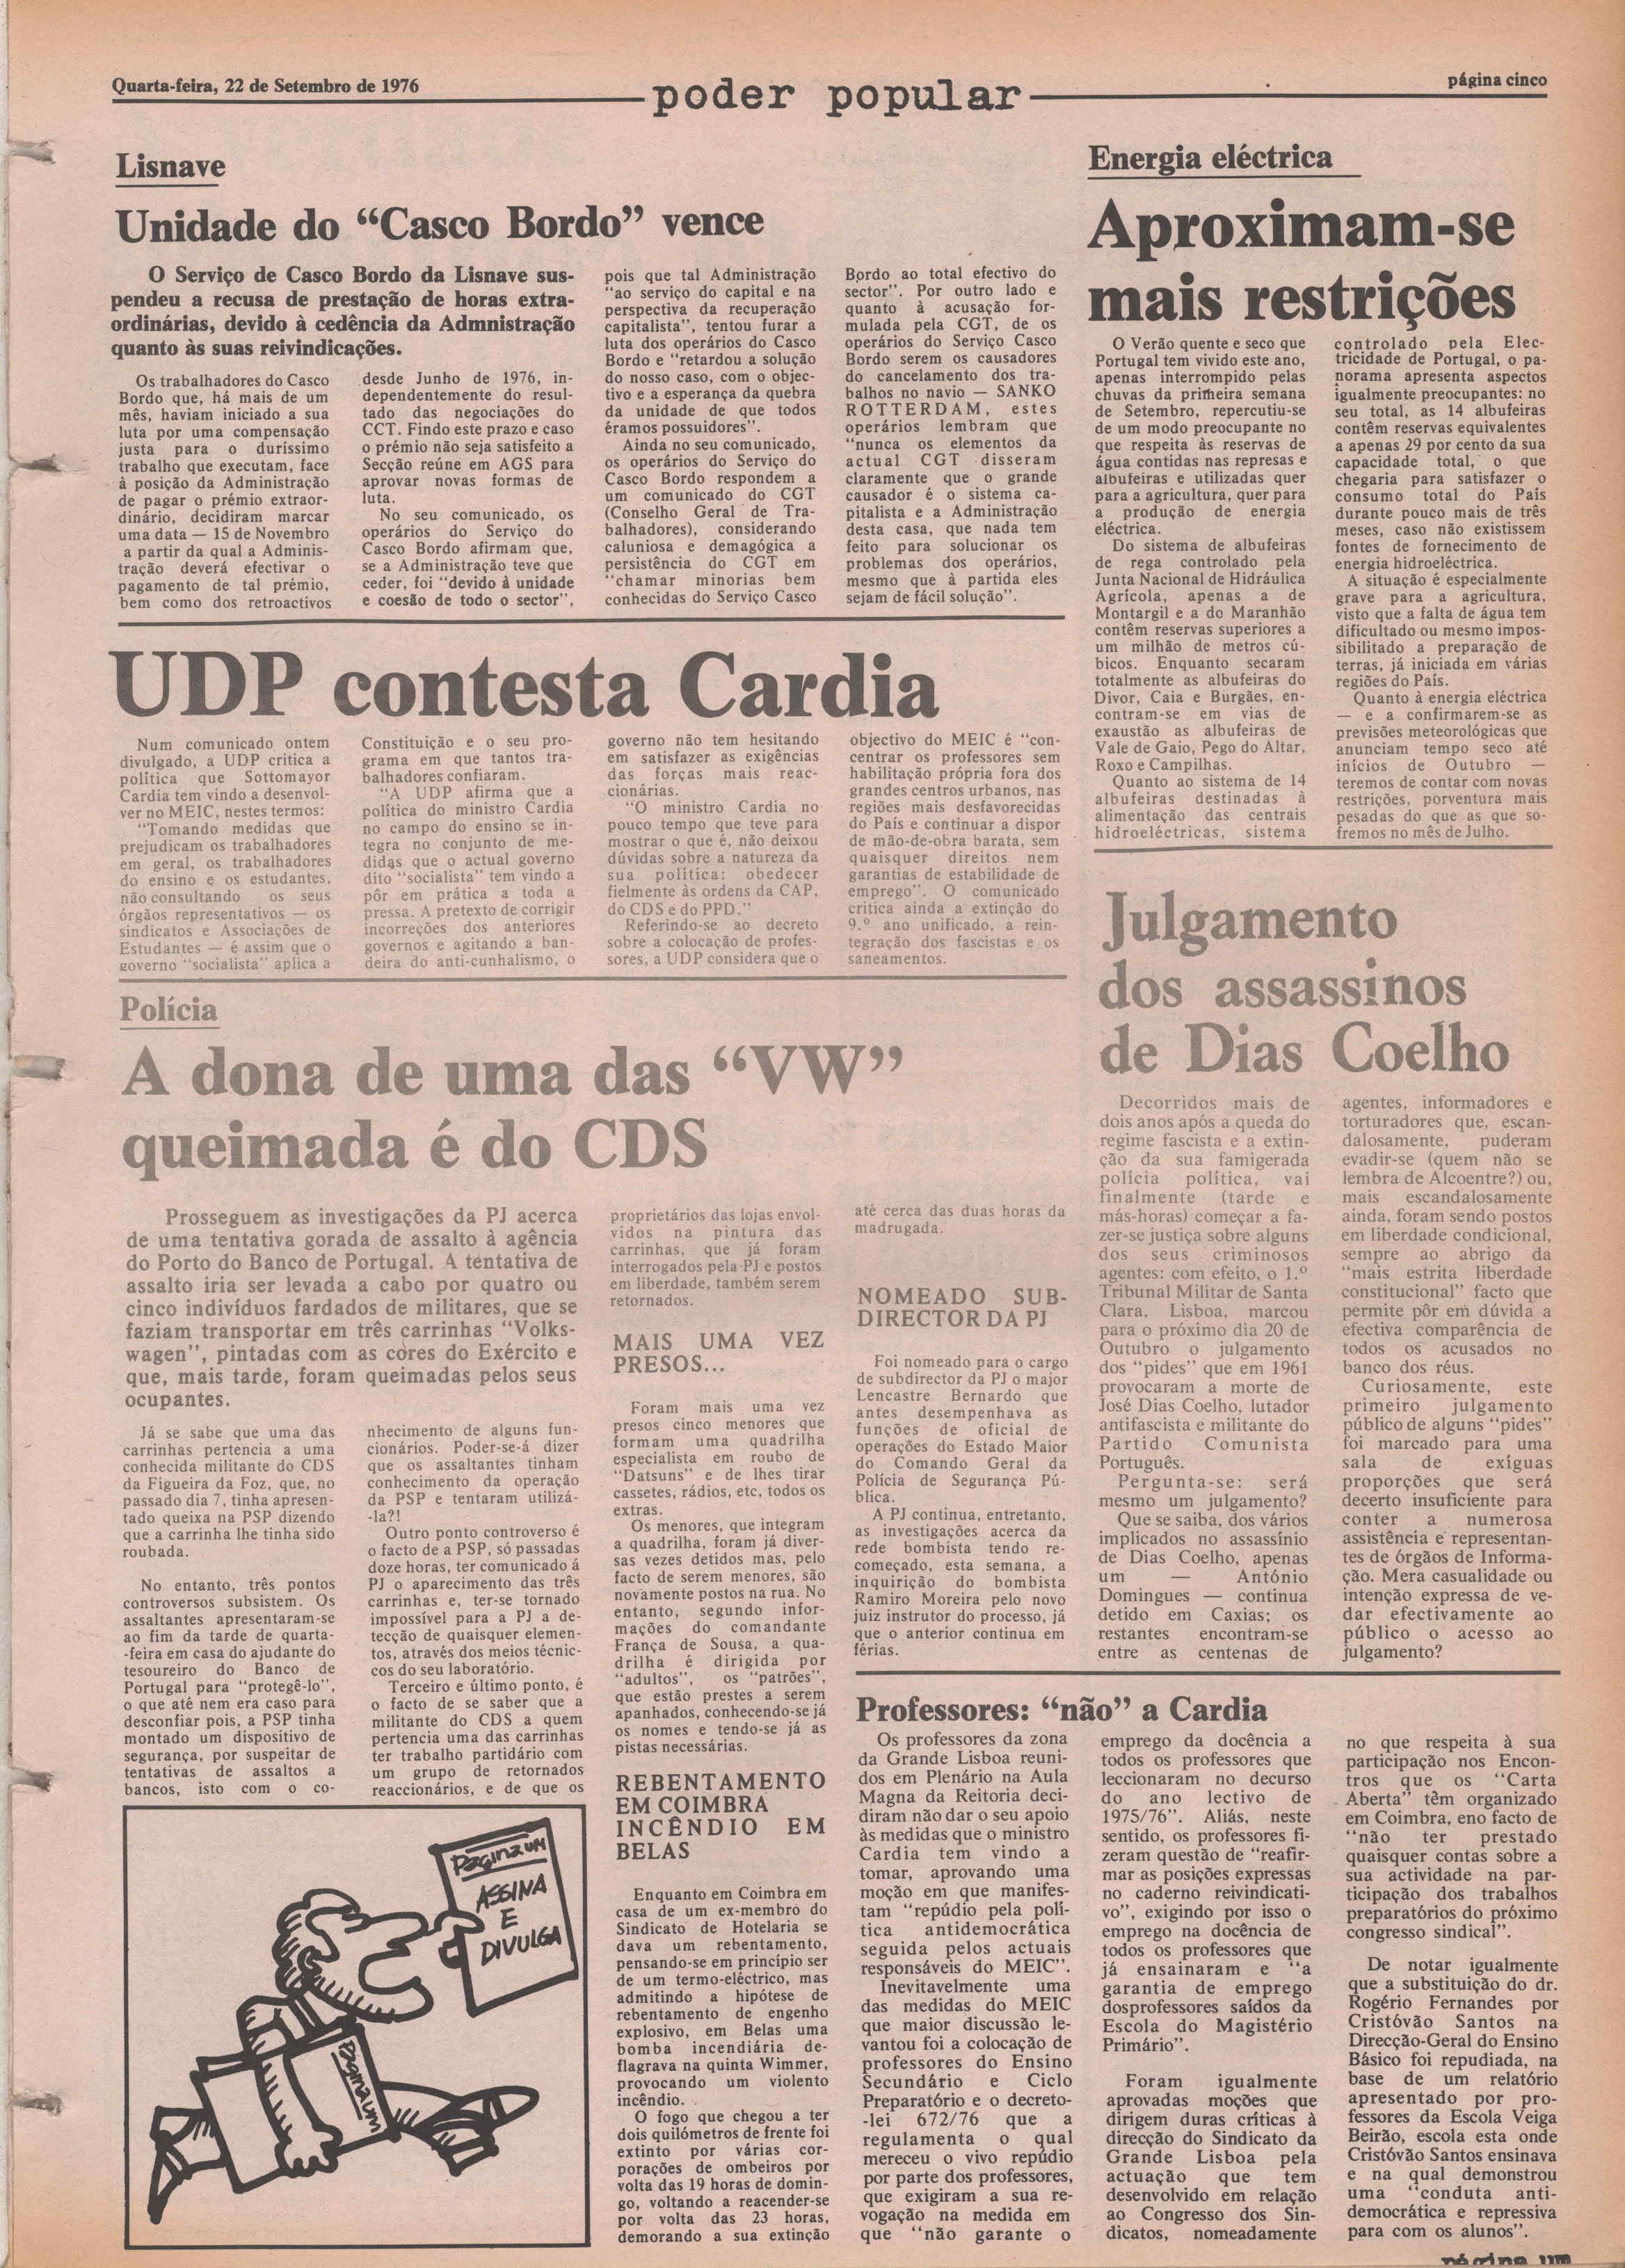 Quarta-feira, 22 de Setembro de 1976
poder popular
página cinco
Lisnave
Unidade do “Casco Bordo” vence
O Serviço de Casco Bordo da Lisnave sus-
pendeu a recusa de prestação de horas extra-
ordinárias, devido à cedência da Admnistração
quanto às suas reivindicações.
Os trabalhadores do Casco
Bordo que, há mais de um
mês, haviam iniciado a sua
luta por uma compensação
justa para o duríssimo
trabalho que executam, face
à posição da Administração
de pagar o prémio extraor-
dinário, decidiram marcar
uma data — 15 de Novembro
a partir da qual a Adminis-
tração deverá efectivar o
pagamento de tal prémio,
bem como dos retroactivos
desde Junho de 1976, in-
dependentemente do resul-
tado das negociações do
CCT. Findo este prazo e caso
o prémio não seja satisfeito a
Secção reúne em AGS para
aprovar novas formas de
luta.
No seu comunicado, os
operários do Serviço do
Casco Bordo afirmam que,
se a Administração teve que
ceder, foi “devido à unidade
e coesão de todo o sector”,
pois que tal Administração
“ao serviço do capital e na
perspectiva da recuperação
capitalista”, tentou furar a
luta dos operários do Casco
Bordo e “retardou a solução
do nosso caso, com o objec-
tivo e a esperança da quebra
da unidade de que todos
éramos possuidores”.
Ainda no seu comunicado,
os operários do Serviço do
Casco Bordo respondem a
um comunicado do CGT
(Conselho Geral de Tra-
balhadores), considerando
caluniosa e demagógica a
persistência do CGT em
“chamar minorias bem
conhecidas do Serviço Casco
Bordo ao total efectivo do
sector”. Por outro lado e
quanto à acusação for-
mulada pela CGT, de os
operários do Serviço Casco
Bordo serem os causadores
do cancelamento dos tra-
balhos no navio — SANKO
ROTTERDAM, estes
operários lembram que
“nunca os elementos da
actual CGT disseram
claramente que o grande
causador é o sistema ca-
pitalista e a Administração
desta casa, que nada tem
feito para solucionar os
problemas dos operários,
mesmo que à partida eles
sejam de fácil solução”.
Energia eléctrica
Aproximam-se
mais restrições
O Verão quente e seco que
Portugal tem vivido este ano,
apenas interrompido pelas
chuvas da primeira semana
de Setembro, repercutiu-se
de um modo preocupante no
que respeita às reservas de
água contidas nas represas e
albufeiras e utilizadas quer
para a agricultura, quer para
a produção de energia
eléctrica.
Do sistema de albufeiras
de rega controlado pela
Junta Nacional de Hidráulica
Agrícola, apenas a de
Montargil e a do Maranhão
contêm reservas superiores a
um milhão de metros cú-
bicos. Enquanto secaram
totalmente as albufeiras do
Divor, Caia e Burgães, en-
contram-se em vias de
exaustão as albufeiras de
Vale de Gaio, Pego do Altar,
Roxo e Campilhas.
Quanto ao sistema de 14
albufeiras destinadas à
alimentação das centrais
hidroeléctricas, sistema
controlado pela Elec-
tricidade de Portugal, o pa-
norama apresenta aspectos
igualmente preocupantes: no
seu total, as 14 albufeiras
contêm reservas equivalentes
a apenas 29 por cento da sua
capacidade total, o que
chegaria para satisfazer o
consumo total do País
durante pouco mais de três
meses, caso não existissem
fontes de fornecimento de
energia hidroeléctrica.
A situação é especialmente
grave para a agricultura,
visto que a falta de água tem
dificultado ou mesmo impos-
sibilitado a preparação de
terras, já iniciada em várias
regiões do País.
Quanto à energia eléctrica
— e a confirmarem-se as
previsões meteorológicas que
anunciam tempo seco até
inícios de Outubro —
teremos de contar com novas
restrições, porventura mais
pesadas do que as que so-
fremos no mês de Julho.
UDP contesta Cardia
Num comunicado ontem
divulgado, a UDP critica a
política que Sottomayor
Cardia tem vindo a desenvol-
ver no MEIC, nestes termos:
“Tomando medidas que
prejudicam os trabalhadores
em geral, os trabalhadores
do ensino e os estudantes,
não consultando os seus
órgãos representativos — os
sindicatos e Associações de
Estudantes — é assim que o
governo “socialista” aplica a
Constituição e o seu pro-
grama em que tantos tra-
balhadores confiaram.
“A UDP afirma que a
política do ministro Cardia
no campo do ensino se in-
tegra no conjunto de me-
didas que o actual governo
dito “socialista” tem vindo a
pôr em prática a toda a
pressa. A pretexto de corrigir
incorreções dos anteriores
governos e agitando a ban-
deira do anti-cunhalismo, o
governo não tem hesitando
em satisfazer as exigências
das forças mais reac-
cionárias.
“O ministro Cardia no
pouco tempo que teve para
mostrar o que é, não deixou
dúvidas sobre a natureza da
sua política: obedecer
fielmente às ordens da CAP,
do CDS e do PPD.”
Referindo-se ao decreto
sobre a colocação de profes-
sores, a UDP considera que o
objectivo do MEIC é “con-
centrar os professores sem
habilitação própria fora dos
grandes centros urbanos, nas
regiões mais desfavorecidas
do País e continuar a dispor
de mão-de-obra barata, sem
quaisquer direitos nem
garantias de estabilidade de
emprego”. O comunicado
critica ainda a extinção do
9.º ano unificado, a rein-
tegração dos fascistas e os
saneamentos.
Julgamento
dos assassinos
de Dias Coelho
Decorridos mais de
dois anos após a queda do
regime fascista e a extin-
ção da sua famigerada
polícia política, vai
finalmente (tarde e
más-horas) começar a fa-
zer-se justiça sobre alguns
dos seus criminosos
agentes: com efeito, o 1.º
Tribunal Militar de Santa
Clara, Lisboa, marcou
para o próximo dia 20 de
Outubro o julgamento
dos “pides” que em 1961
provocaram a morte de
José Dias Coelho, lutador
antifascista e militante do
Partido Comunista
Português.
Pergunta-se: será
mesmo um julgamento?
Que se saiba, dos vários
implicados no assassínio
de Dias Coelho, apenas
um — António
Domingues — continua
detido em Caxias; os
restantes encontram-se
entre as centenas de
agentes, informadores e
torturadores que, escan-
dalosamente, puderam
evadir-se (quem não se
lembra de Alcoentre?) ou,
mais escandalosamente
ainda, foram sendo postos
em liberdade condicional,
sempre ao abrigo da
“mais estrita liberdade
constitucional” facto que
permite pôr em dúvida a
efectiva comparência de
todos os acusados no
banco dos réus.
Curiosamente, este
primeiro julgamento
público de alguns “pides”
foi marcado para uma
sala de exíguas
proporções que será
decerto insuficiente para
conter a numerosa
assistência e representan-
tes de órgãos de Informa-
ção. Mera casualidade ou
intenção expressa de ve-
dar efectivamente ao
público o acesso ao
julgamento?
Polícia
A dona de uma das “VW”
queimada é do CDS
Prosseguem as investigações da PJ acerca
de uma tentativa gorada de assalto à agência
do Porto do Banco de Portugal. A tentativa de
assalto iria ser levada a cabo por quatro ou
cinco indivíduos fardados de militares, que se
faziam transportar em três carrinhas “Volks-
wagen”, pintadas com as cores do Exército e
que, mais tarde, foram queimadas pelos seus
ocupantes.
Já se sabe que uma das
carrinhas pertencia a uma
conhecida militante do CDS
da Figueira da Foz, que, no
passado dia 7, tinha apresen-
tado queixa na PSP dizendo
que a carrinha lhe tinha sido
roubada.
No entanto, três pontos
controversos subsistem. Os
assaltantes apresentaram-se
ao fim da tarde de quarta-
-feira em casa do ajudante do
tesoureiro do Banco de
Portugal para “protegê-lo”,
o que até nem era caso para
desconfiar pois, a PSP tinha
montado um dispositivo de
segurança, por suspeitar de
tentativas de assaltos a
bancos, isto com o co-
nhecimento de alguns fun-
cionários. Poder-se-á dizer
que os assaltantes tinham
conhecimento da operação
da PSP e tentaram utilizá-
-la?!
Outro ponto controverso é
o facto de a PSP, só passadas
doze horas, ter comunicado á
PJ o aparecimento das três
carrinhas e, ter-se tornado
impossível para a PJ a de-
tecção de quaisquer elemen-
tos, através dos meios técnic-
cos do seu laboratório.
Terceiro e último ponto, é
o facto de se saber que a
militante do CDS a quem
pertencia uma das carrinhas
ter trabalho partidário com
um grupo de retornados
reaccionários, e de que os
proprietários das lojas envol-
vidos na pintura das
carrinhas, que já foram
interrogados pela PJ e postos
em liberdade, também serem
retornados.
MAIS UMA VEZ
PRESOS...
Foram mais uma vez
presos cinco menores que
formam uma quadrilha
especialista em roubo de
“Datsuns” e de lhes tirar
cassetes, rádios, etc, todos os
extras.
Os menores, que integram
a quadrilha, foram já diver-
sas vezes detidos mas, pelo
facto de serem menores, são
novamente postos na rua. No
entanto, segundo infor-
mações do comandante
França de Sousa, a qua-
drilha é dirigida por
“adultos”, os “patrões”,
que estão prestes a serem
apanhados, conhecendo-se já
os nomes e tendo-se já as
pistas necessárias.
REBENTAMENTO
EM COIMBRA
INCÊNDIO EM
BELAS
Enquanto em Coimbra em
casa de um ex-membro do
Sindicato de Hotelaria se
dava um rebentamento,
pensando-se em princípio ser
de um termo-eléctrico, mas
admitindo a hipótese de
rebentamento de engenho
explosivo, em Belas uma
bomba incendiária de-
flagrava na quinta Wimmer,
provocando um violento
incêndio.
O fogo que chegou a ter
dois quilómetros de frente foi
extinto por várias cor-
porações de ombeiros por
volta das 19 horas de domin-
go, voltando a reacender-se
por volta das 23 horas,
demorando a sua extinção
até cerca das duas horas da
madrugada.
NOMEADO SUB-
DIRECTOR DA PJ
Foi nomeado para o cargo
de subdirector da PJ o major
Lencastre Bernardo que
antes desempenhava as
funções de oficial de
operações do Estado Maior
do Comando Geral da
Polícia de Segurança Pú-
blica.
A PJ continua, entretanto,
as investigações acerca da
rede bombista tendo re-
começado, esta semana, a
inquirição do bombista
Ramiro Moreira pelo novo
juiz instrutor do processo, já
que o anterior continua em
férias.
Professores: “não” a Cardia
Os professores da zona
da Grande Lisboa reuni-
dos em Plenário na Aula
Magna da Reitoria deci-
diram não dar o seu apoio
às medidas que o ministro
Cardia tem vindo a
tomar, aprovando uma
moção em que manifes-
tam “repúdio pela polí-
tica antidemocrática
seguida pelos actuais
responsáveis do MEIC”.
Inevitavelmente uma
das medidas do MEIC
que maior discussão le-
vantou foi a colocação de
professores do Ensino
Secundário e Ciclo
Preparatório e o decreto-
-lei 672/76 que a
regulamenta o qual
mereceu o vivo repúdio
por parte dos professores,
que exigiram a sua re-
vogação na medida em
que “não garante o
emprego da docência a
todos os professores que
leccionaram no decurso
do ano lectivo de
1975/76”. Aliás, neste
sentido, os professores fi-
zeram questão de “reafir-
mar as posições expressas
no caderno reivindicati-
vo”, exigindo por isso o
emprego na docência de
todos os professores que
já ensainaram e “a
garantia de emprego
dosprofessores saídos da
Escola do Magistério
Primário”.
Foram igualmente
aprovadas moções que
dirigem duras críticas à
direcção do Sindicato da
Grande Lisboa pela
actuação que tem
desenvolvido em relação
ao Congresso dos Sin-
dicatos, nomeadamente
no que respeita à sua
participação nos Encon-
tros que os “Carta
Aberta” têm organizado
em Coimbra, eno facto de
“não ter prestado
quaisquer contas sobre a
sua actividade na par-
ticipação dos trabalhos
preparatórios do próximo
congresso sindical”.
De notar igualmente
que a substituição do dr.
Rogério Fernandes por
Cristóvão Santos na
Direcção-Geral do Ensino
Básico foi repudiada, na
base de um relatório
apresentado por pro-
fessores da Escola Veiga
Beirão, escola esta onde
Cristóvão Santos ensinava
e na qual demonstrou
uma “conduta anti-
democrática e repressiva
para com os alunos”.
Página UM
ASSINA
E
DIVULGA
Página UM
página um